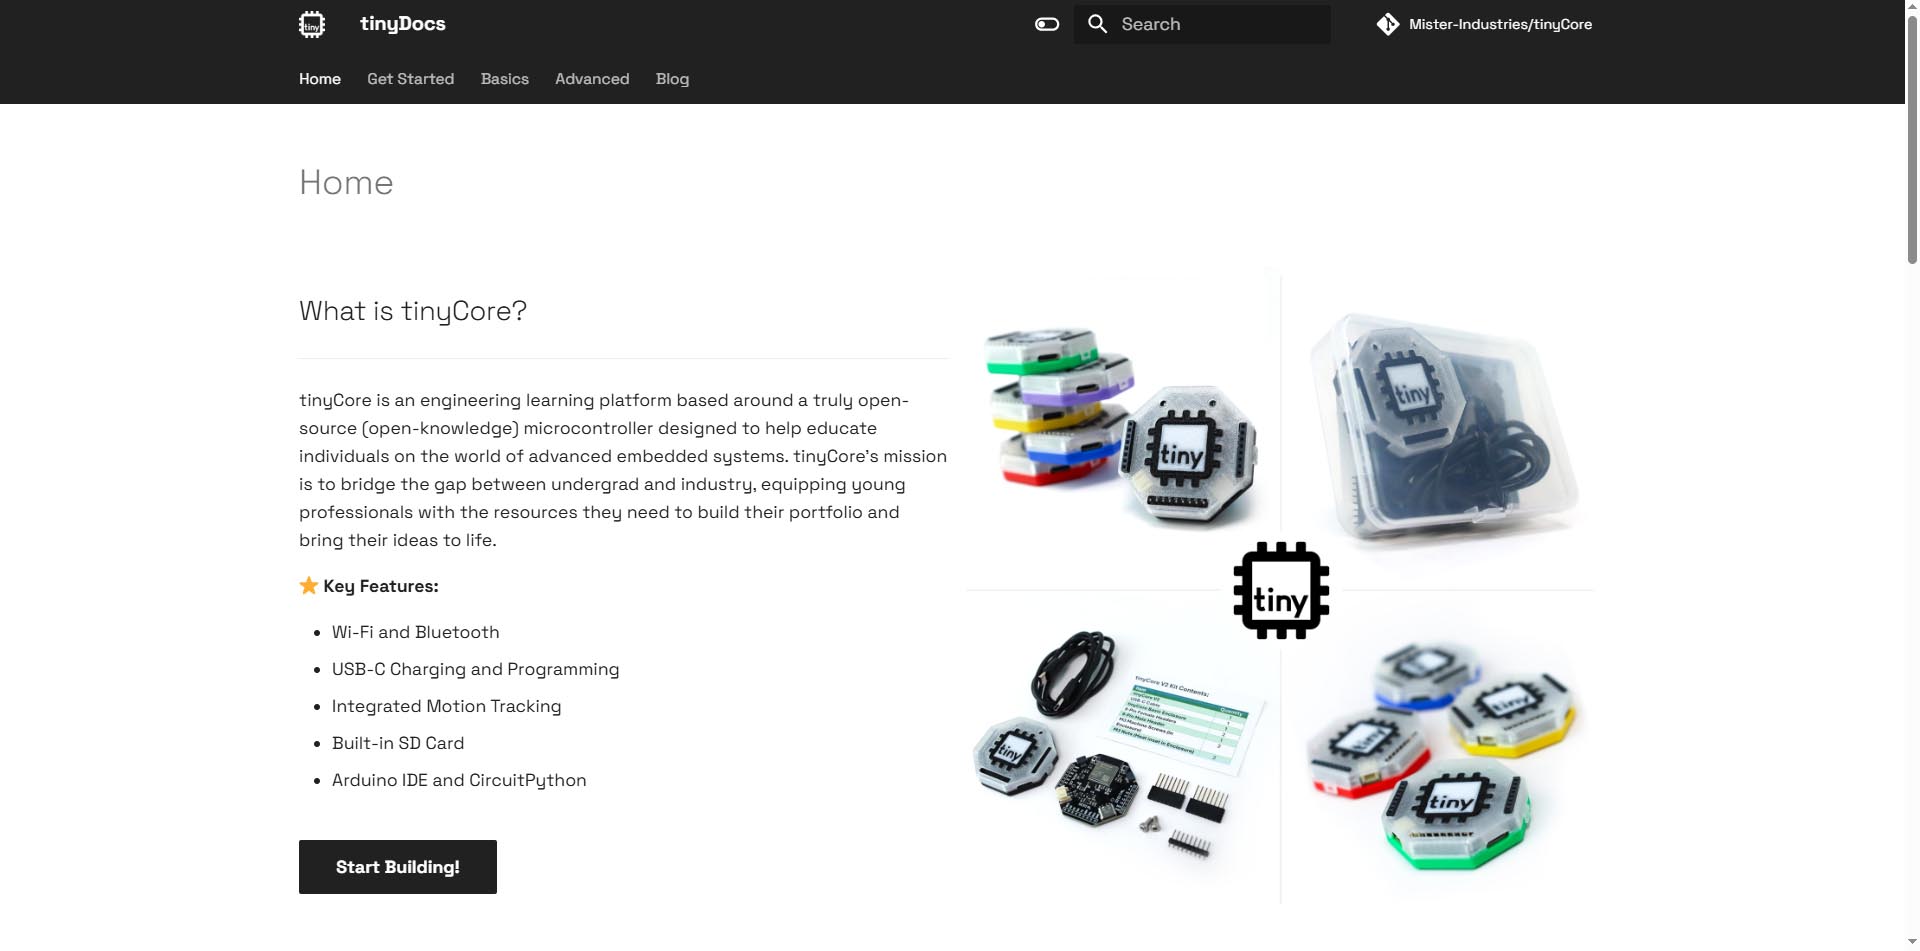 tiny
tinyDocs
Search
Mister-Industries/tinyCore
Home
Get Started
Basics
Advanced
Blog
Home
What is tinyCore?
tinyCore is an engineering learning platform based around a truly open-
source (open-knowledge) microcontroller designed to help educate
individuals on the world of advanced embedded systems. tinyCore's mission
is to bridge the gap between undergrad and industry, equipping young
professionals with the resources they need to build their portfolio and
bring their ideas to life.
Key Features:
Wi-Fi and Bluetooth
USB-C Charging and Programming
Integrated Motion Tracking
Built-in SD Card
Arduino IDE and CircuitPython
Start Building!
tiny
tiny
tiny
tiny
TinyCore V2 Kit Contents:
Quantity
TinyCore V2
USB-C Cable
tiny
tiny
tiny
tiny